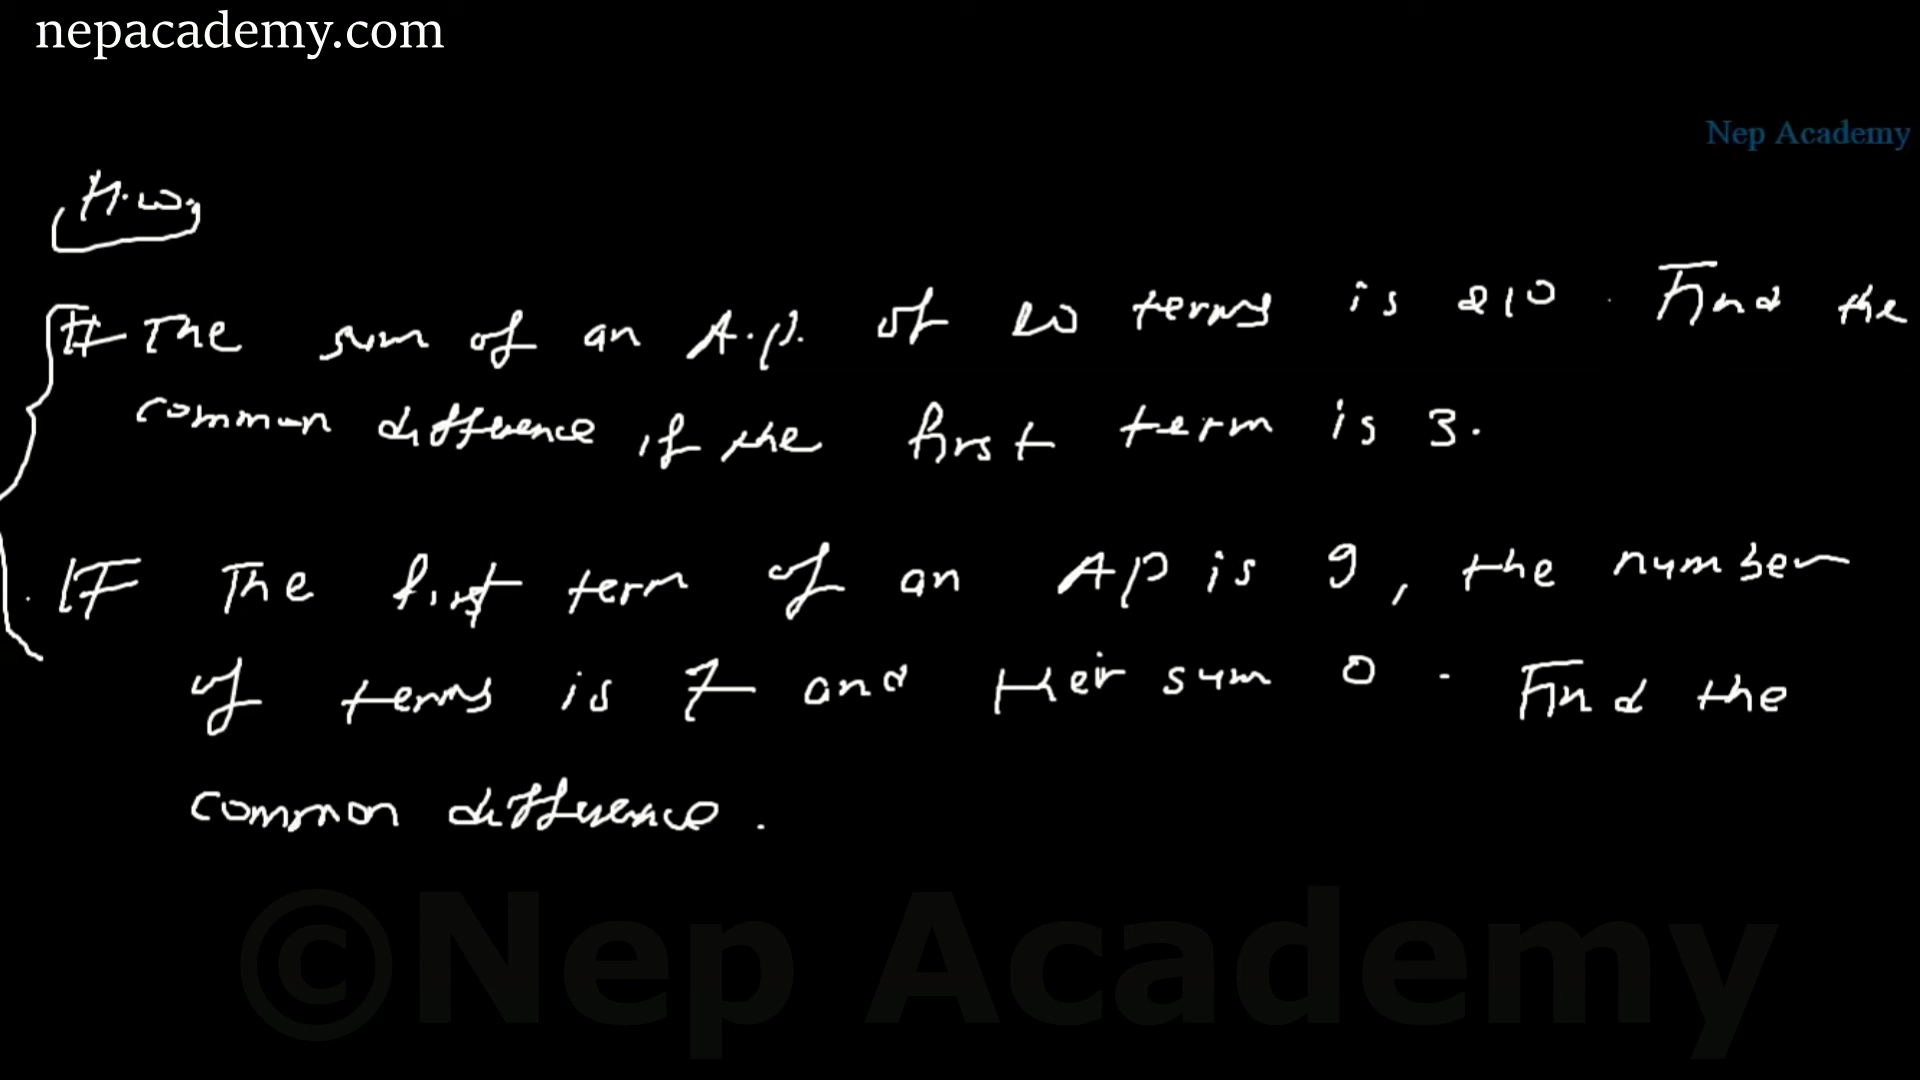 nepacademy.com
Nep Academy
H.W.
# The sum of an A.P. of 20 terms is 210. Find the
common difference if the first term is 3.
IF The first term of an AP is 9, the number
of terms is 7 and their sum 0. Find the
common difference.
©Nep Academy